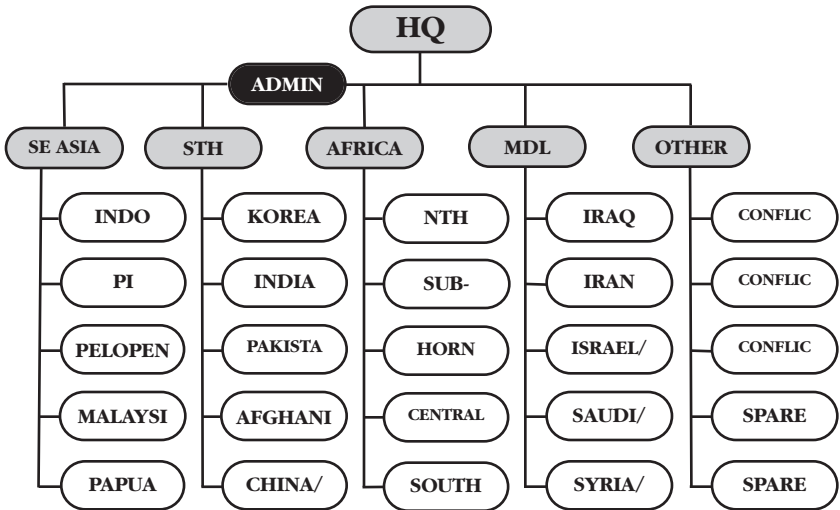 HQ
ADMIN
SE ASIA
STH
AFRICA
MDL
OTHER
INDO
KOREA
NTH
IRAQ
CONFLIC
PI
INDIA
SUB-
IRAN
CONFLIC
PELOPEN
PAKISTA
HORN
ISRAEL/
CONFLIC
MALAYSI
AFGHANI
CENTRAL
SAUDI/
SPARE
PAPUA
CHINA/
SOUTH
SYRIA/
SPARE